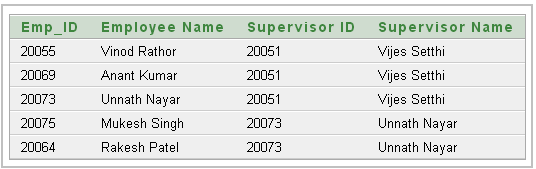 Emp_ID Employee Name Supervisor ID Supervisor Name
20055 Vinod Rathor 20051 Vijes Setthi
20069 Anant Kumar 20051 Vijes Setthi
20073 Unnath Nayar 20051 Vijes Setthi
20075 Mukesh Singh 20073 Unnath Nayar
20064 Rakesh Patel 20073 Unnath Nayar